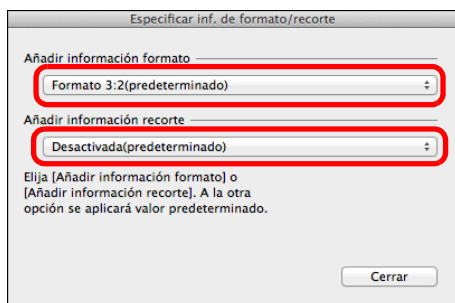 Especificar inf. de formato/recorte
Añadir información formato
Formato 3:2(predeterminado)
Añadir información recorte
Desactivada(predeterminado)
Elija [Añadir información formato] o
[Añadir información recorte]. A la otra
opción se aplicará valor predeterminado.
Cerrar